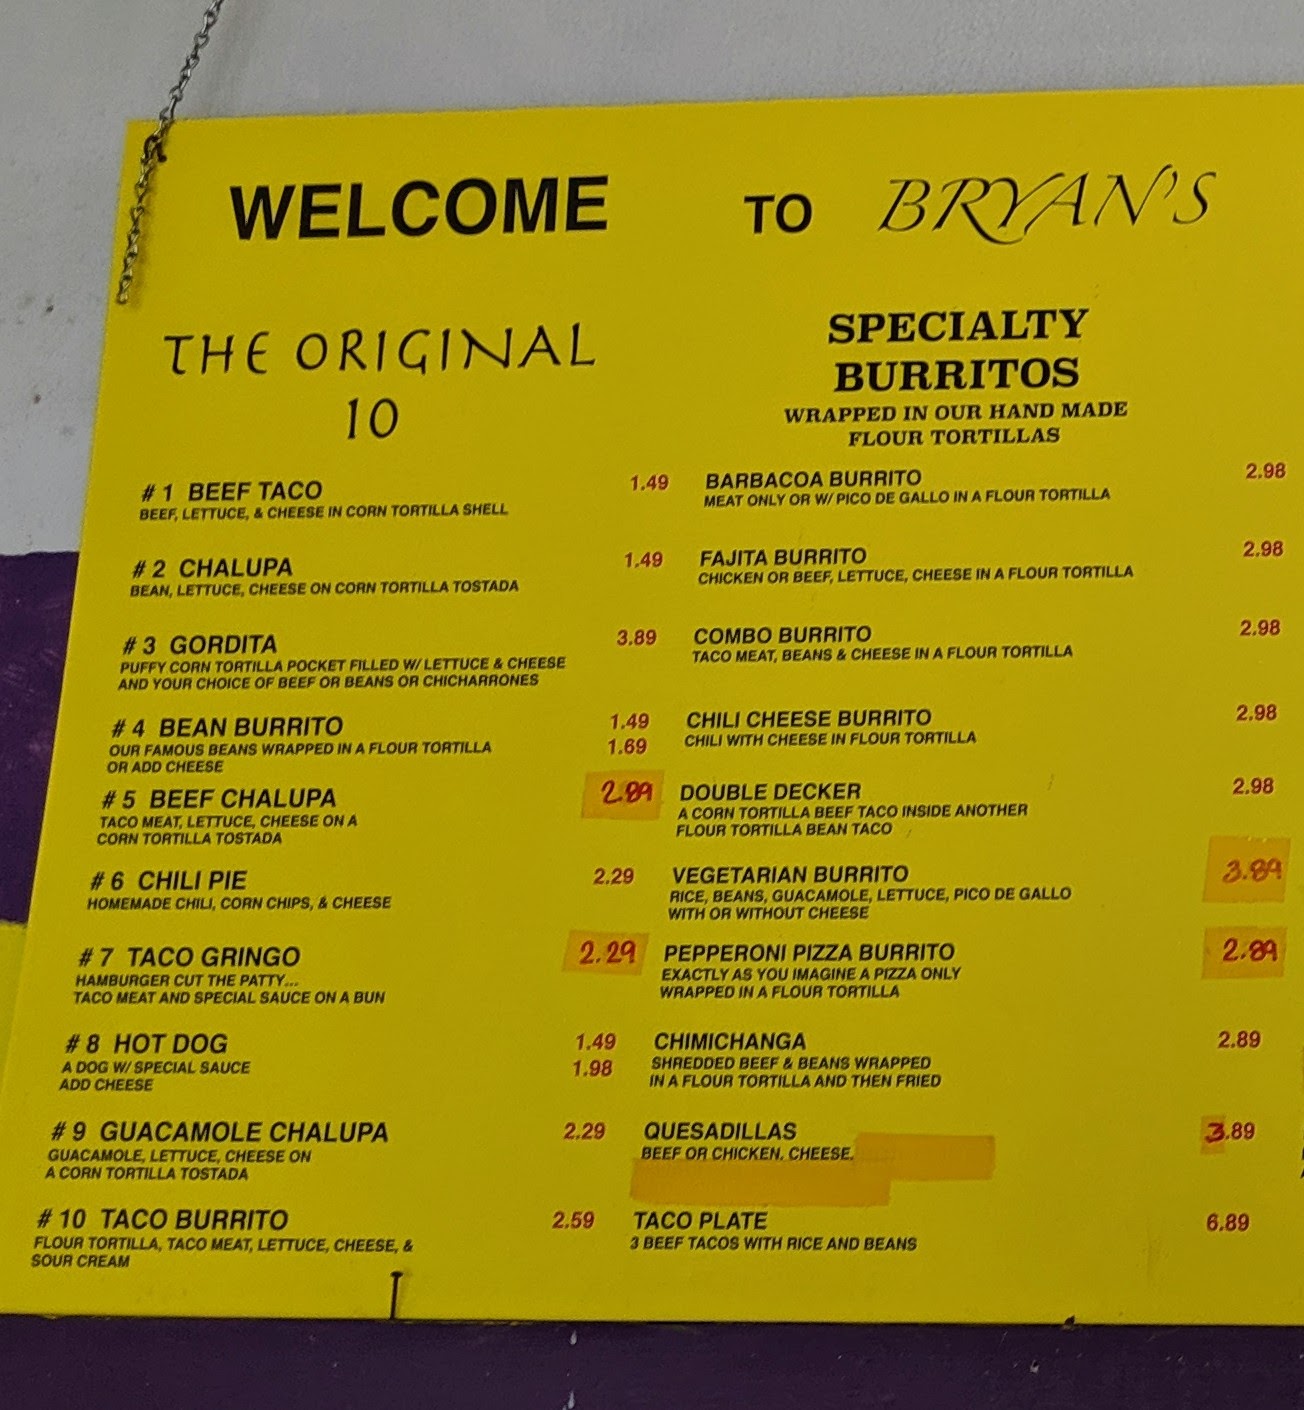 WELCOME TO BRYAN'S
THE ORIGINAL
10
# 1 BEEF TACO 1.49
BEEF, LETTUCE, & CHEESE IN CORN TORTILLA SHELL
# 2 CHALUPA 1.49
BEAN, LETTUCE, CHEESE ON CORN TORTILLA TOSTADA
# 3 GORDITA 3.89
PUFFY CORN TORTILLA POCKET FILLED W/ LETTUCE & CHEESE
AND YOUR CHOICE OF BEEF OR BEANS OR CHICHARRONES
# 4 BEAN BURRITO 1.49
OUR FAMOUS BEANS WRAPPED IN A FLOUR TORTILLA 1.69
OR ADD CHEESE
# 5 BEEF CHALUPA 2.89
TACO MEAT, LETTUCE, CHEESE ON A
CORN TORTILLA TOSTADA
# 6 CHILI PIE 2.29
HOMEMADE CHILI, CORN CHIPS, & CHEESE
# 7 TACO GRINGO 2.29
HAMBURGER CUT THE PATTY...
TACO MEAT AND SPECIAL SAUCE ON A BUN
# 8 HOT DOG 1.49
A DOG W/ SPECIAL SAUCE 1.98
ADD CHEESE
# 9 GUACAMOLE CHALUPA 2.29
GUACAMOLE, LETTUCE, CHEESE ON
A CORN TORTILLA TOSTADA
# 10 TACO BURRITO 2.59
FLOUR TORTILLA, TACO MEAT, LETTUCE, CHEESE, &
SOUR CREAM
SPECIALTY
BURRITOS
WRAPPED IN OUR HAND MADE
FLOUR TORTILLAS
BARBACOA BURRITO 2.98
MEAT ONLY OR W/ PICO DE GALLO IN A FLOUR TORTILLA
FAJITA BURRITO 2.98
CHICKEN OR BEEF, LETTUCE, CHEESE IN A FLOUR TORTILLA
COMBO BURRITO 2.98
TACO MEAT, BEANS & CHEESE IN A FLOUR TORTILLA
CHILI CHEESE BURRITO 2.98
CHILI WITH CHEESE IN FLOUR TORTILLA
DOUBLE DECKER 2.98
A CORN TORTILLA BEEF TACO INSIDE ANOTHER
FLOUR TORTILLA BEAN TACO
VEGETARIAN BURRITO 3.89
RICE, BEANS, GUACAMOLE, LETTUCE, PICO DE GALLO
WITH OR WITHOUT CHEESE
PEPPERONI PIZZA BURRITO 2.89
EXACTLY AS YOU IMAGINE A PIZZA ONLY
WRAPPED IN A FLOUR TORTILLA
CHIMICHANGA 2.89
SHREDDED BEEF & BEANS WRAPPED
IN A FLOUR TORTILLA AND THEN FRIED
QUESADILLAS 3.89
BEEF OR CHICKEN, CHEESE,
TACO PLATE 6.89
3 BEEF TACOS WITH RICE AND BEANS